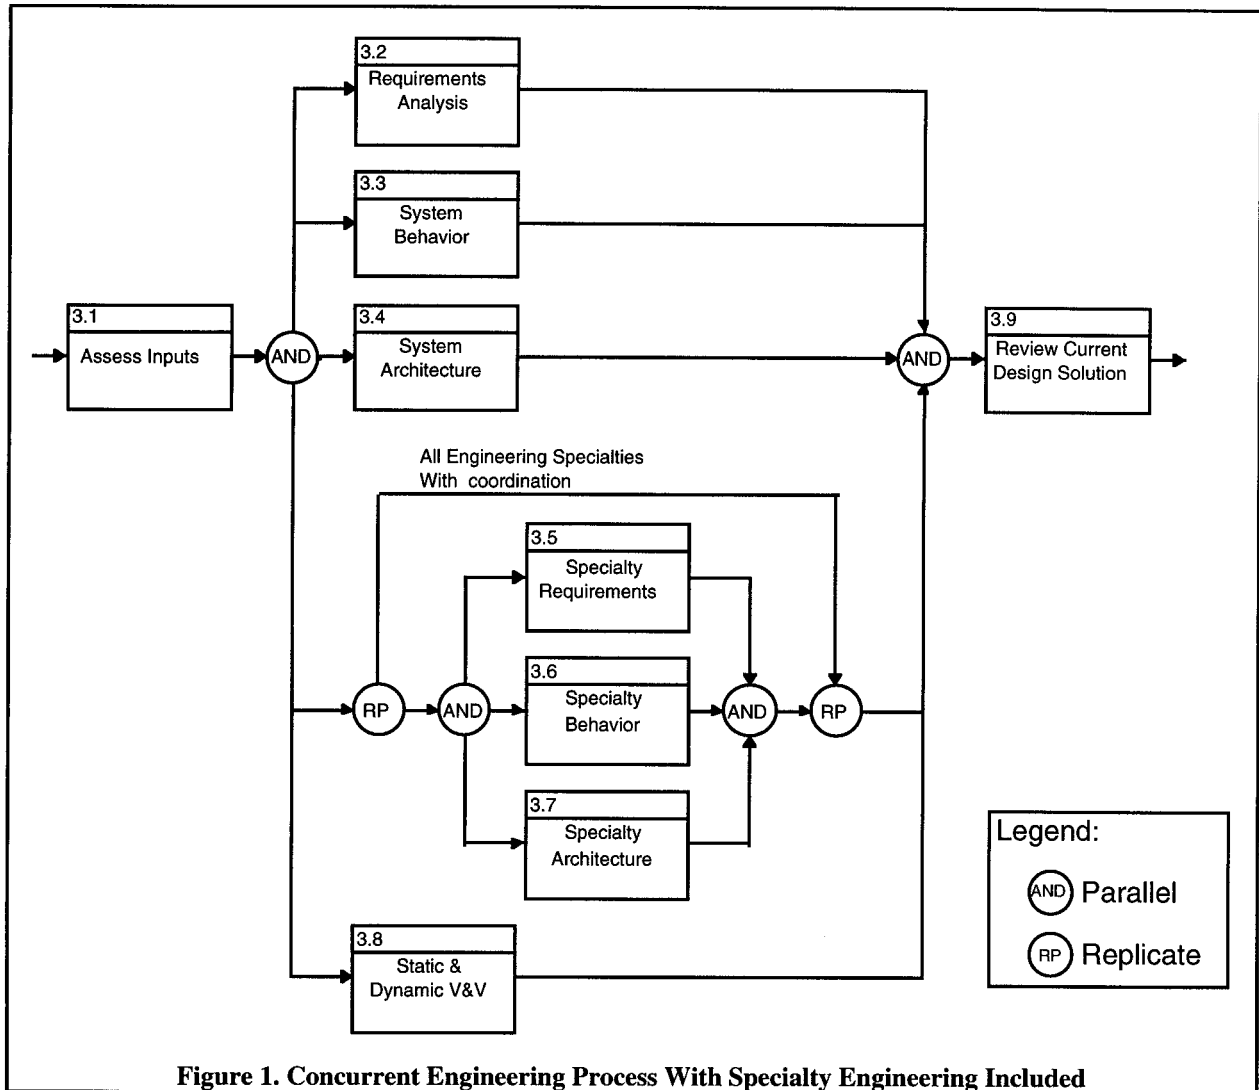 3.2
Requirements
Analysis
3.3
System
Behavior
3.1
Assess Inputs
AND
3.4
System
Architecture
AND
3.9
Review Current
Design Solution
All Engineering Specialties
With coordination
3.5
Specialty
Requirements
RP
AND
3.6
Specialty
Behavior
AND
RP
3.7
Specialty
Architecture
3.8
Static &
Dynamic V&V
Legend:
AND Parallel
RP Replicate
Figure 1. Concurrent Engineering Process With Specialty Engineering Included